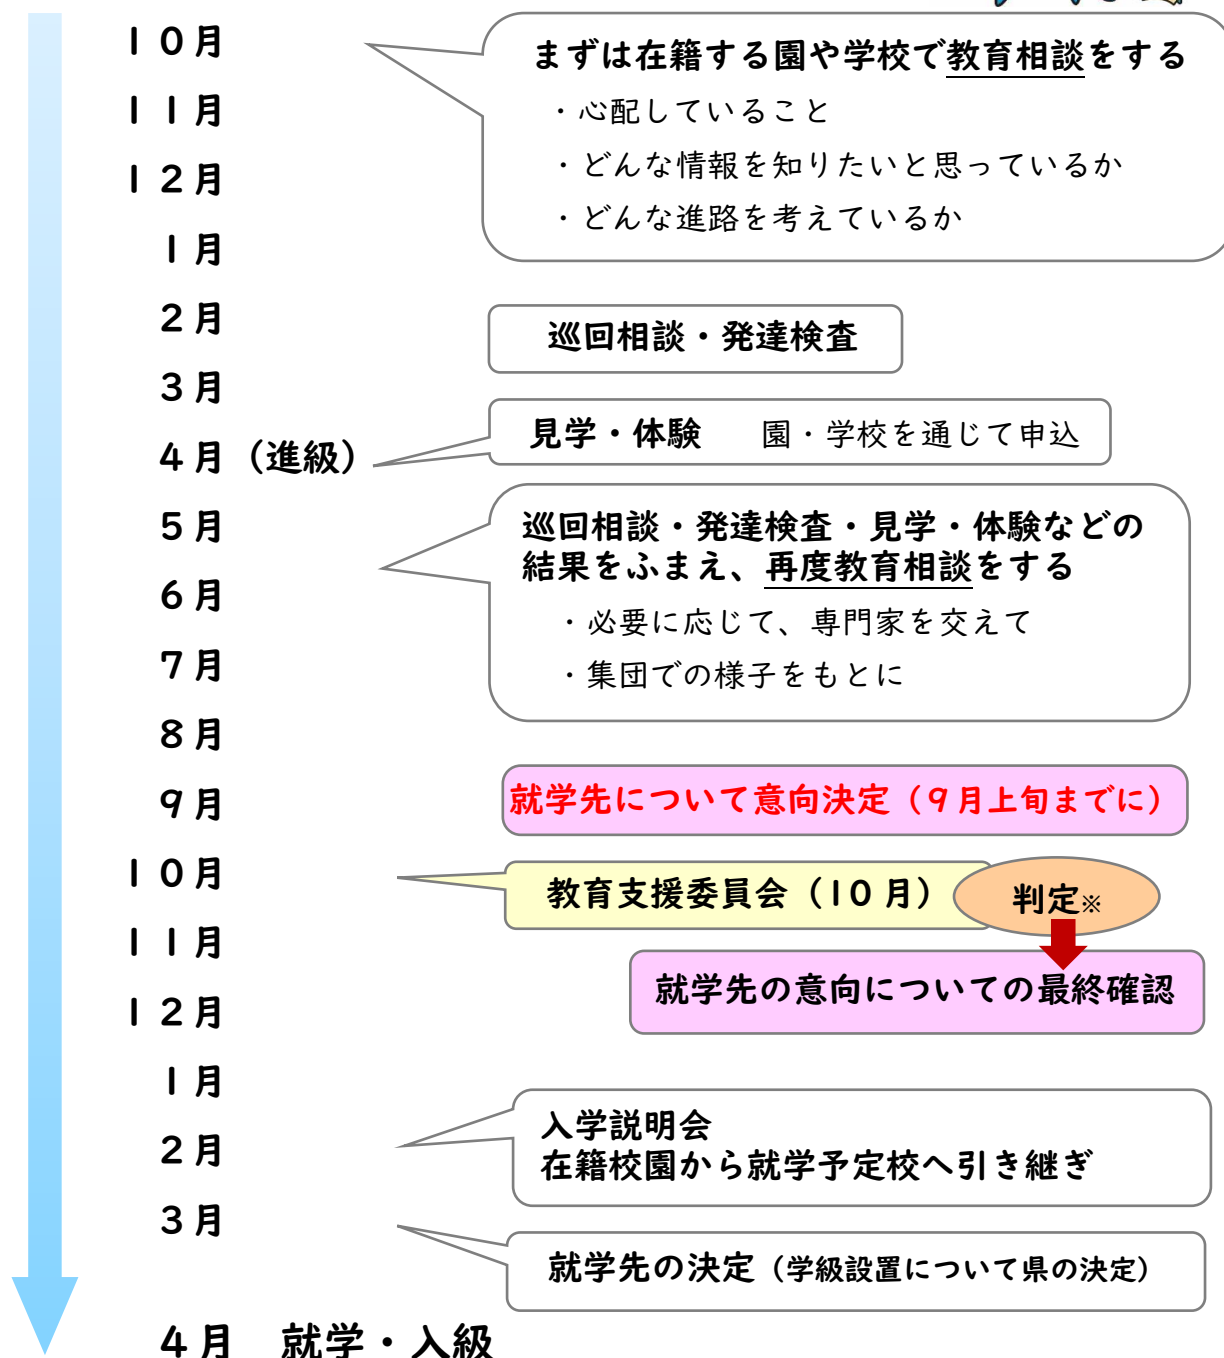 10月
まずは在籍する園や学校で教育相談をする
・心配していること
・どんな情報を知りたいと思っているか
・どんな進路を考えているか
11月
12月
1月
2月
巡回相談・発達検査
3月
4月(進級)
見学・体験 園・学校を通じて申込
5月
巡回相談・発達検査・見学・体験などの
結果をふまえ、再度教育相談をする
・必要に応じて、専門家を交えて
・集団での様子をもとに
6月
7月
8月
9月
就学先について意向決定(9月上旬までに)
10月
教育支援委員会(10月)
判定※
11月
就学先の意向についての最終確認
12月
1月
2月
入学説明会
在籍校園から就学予定校へ引き継ぎ
3月
就学先の決定(学級設置について県の決定)
4月 就学・入級